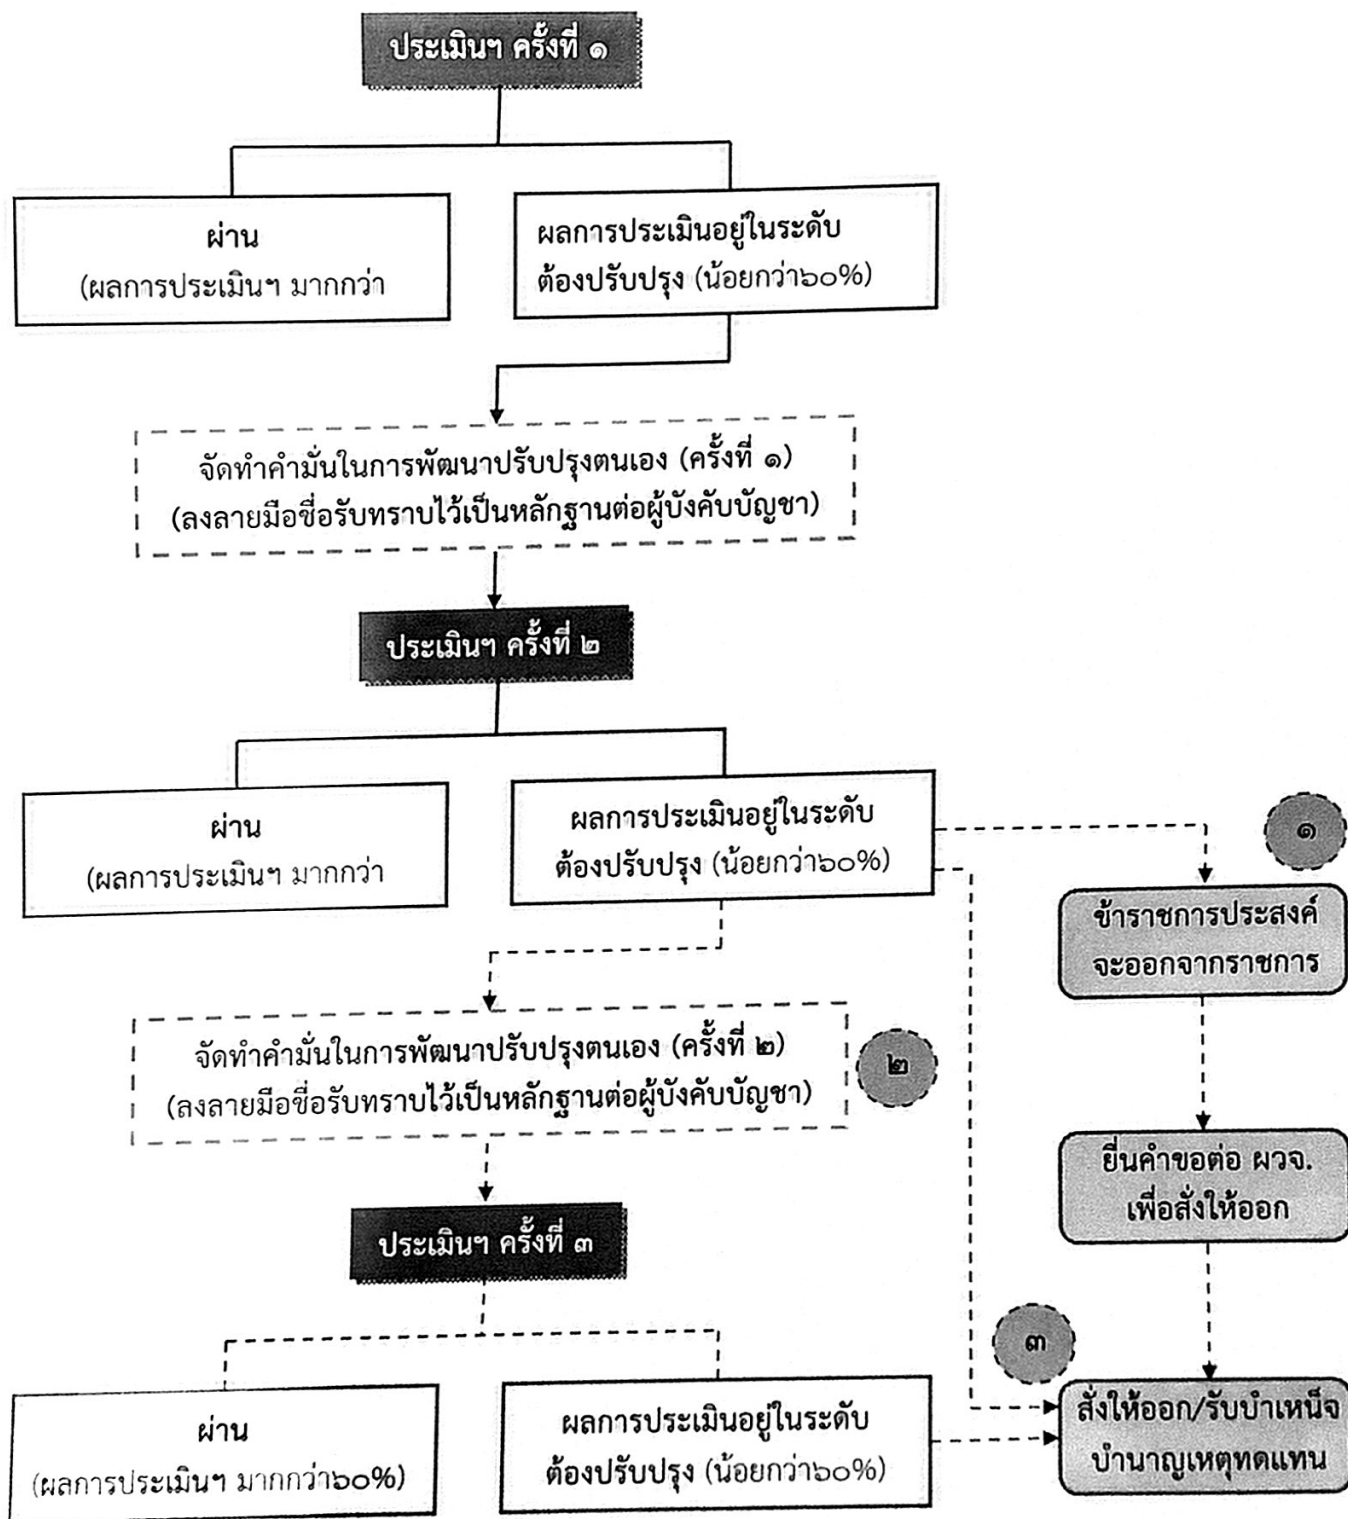 ประเมินฯ ครั้งที่ ๑
ผ่าน
(ผลการประเมินฯ มากกว่า
ผลการประเมินอยู่ในระดับ
ต้องปรับปรุง (น้อยกว่า๖๐%)
จัดทำคำมั่นในการพัฒนาปรับปรุงตนเอง (ครั้งที่ ๑)
(ลงลายมือชื่อรับทราบไว้เป็นหลักฐานต่อผู้บังคับบัญชา)
ประเมินฯ ครั้งที่ ๒
ผ่าน
(ผลการประเมินฯ มากกว่า
ผลการประเมินอยู่ในระดับ
ต้องปรับปรุง (น้อยกว่า๖๐%)
๑
ข้าราชการประสงค์
จะออกจากราชการ
จัดทำคำมั่นในการพัฒนาปรับปรุงตนเอง (ครั้งที่ ๒)
(ลงลายมือชื่อรับทราบไว้เป็นหลักฐานต่อผู้บังคับบัญชา)
๒
ยื่นคำขอต่อ ผวจ.
เพื่อสั่งให้ออก
ประเมินฯ ครั้งที่ ๓
ผ่าน
(ผลการประเมินฯ มากกว่า๖๐%)
ผลการประเมินอยู่ในระดับ
ต้องปรับปรุง (น้อยกว่า๖๐%)
๓
สั่งให้ออก/รับบำเหน็จ
บำนาญเหตุทดแทน